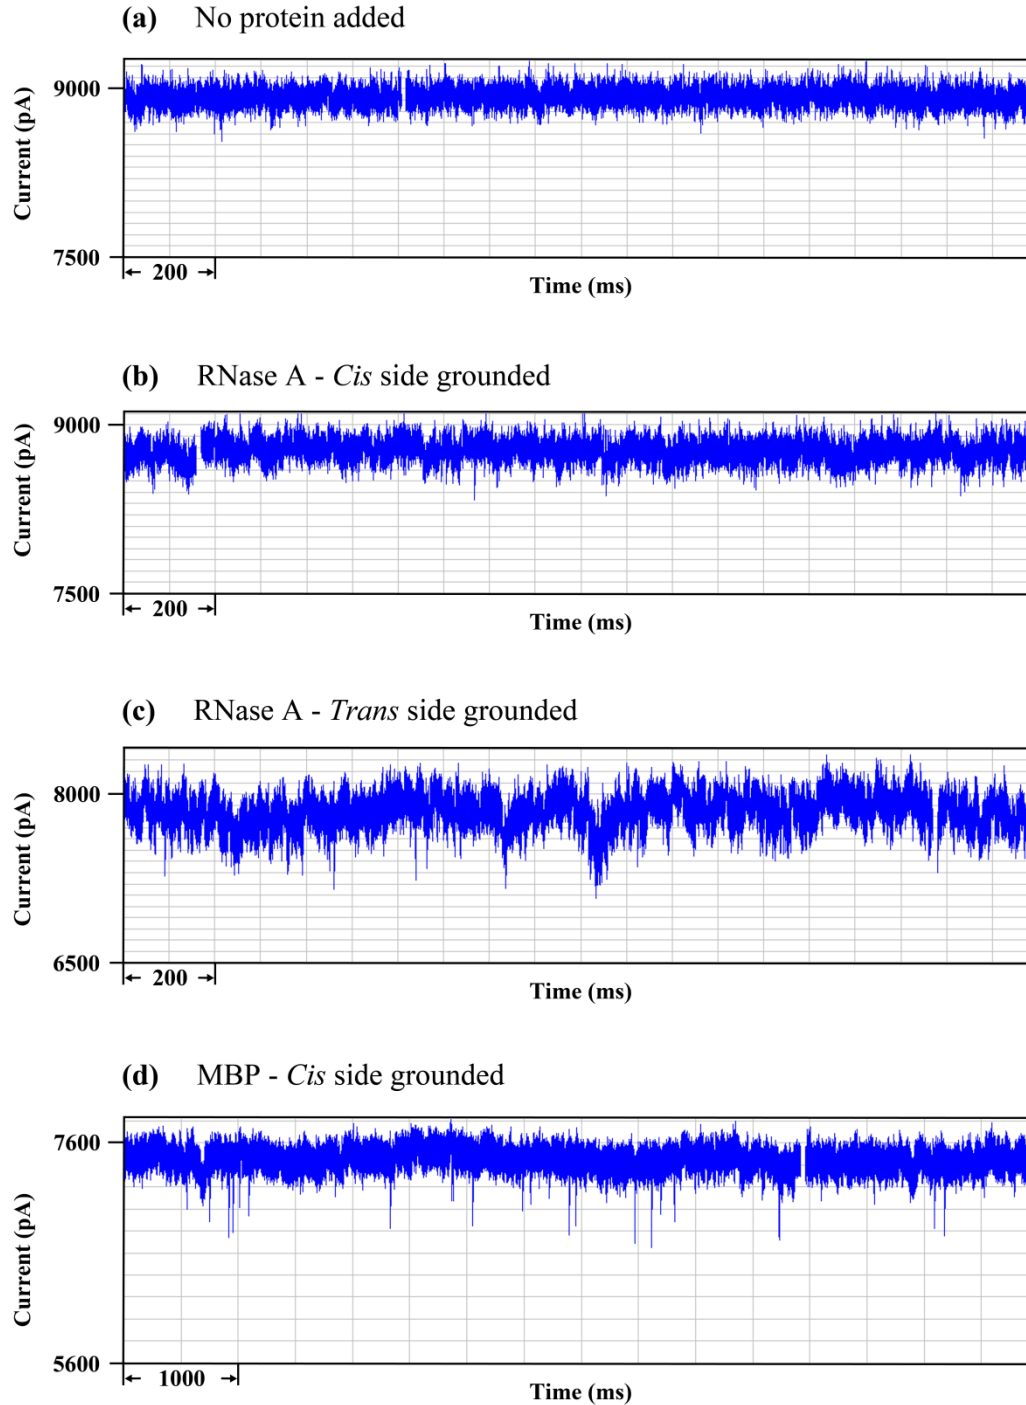 (a) No protein added
9000
Current (pA)
7500
200
Time (ms)
(b) RNase A - Cis side grounded
9000
Current (pA)
7500
200
Time (ms)
(c) RNase A - Trans side grounded
8000
Current (pA)
6500
200
Time (ms)
(d) MBP - Cis side grounded
7600
Current (pA)
5600
1000
Time (ms)